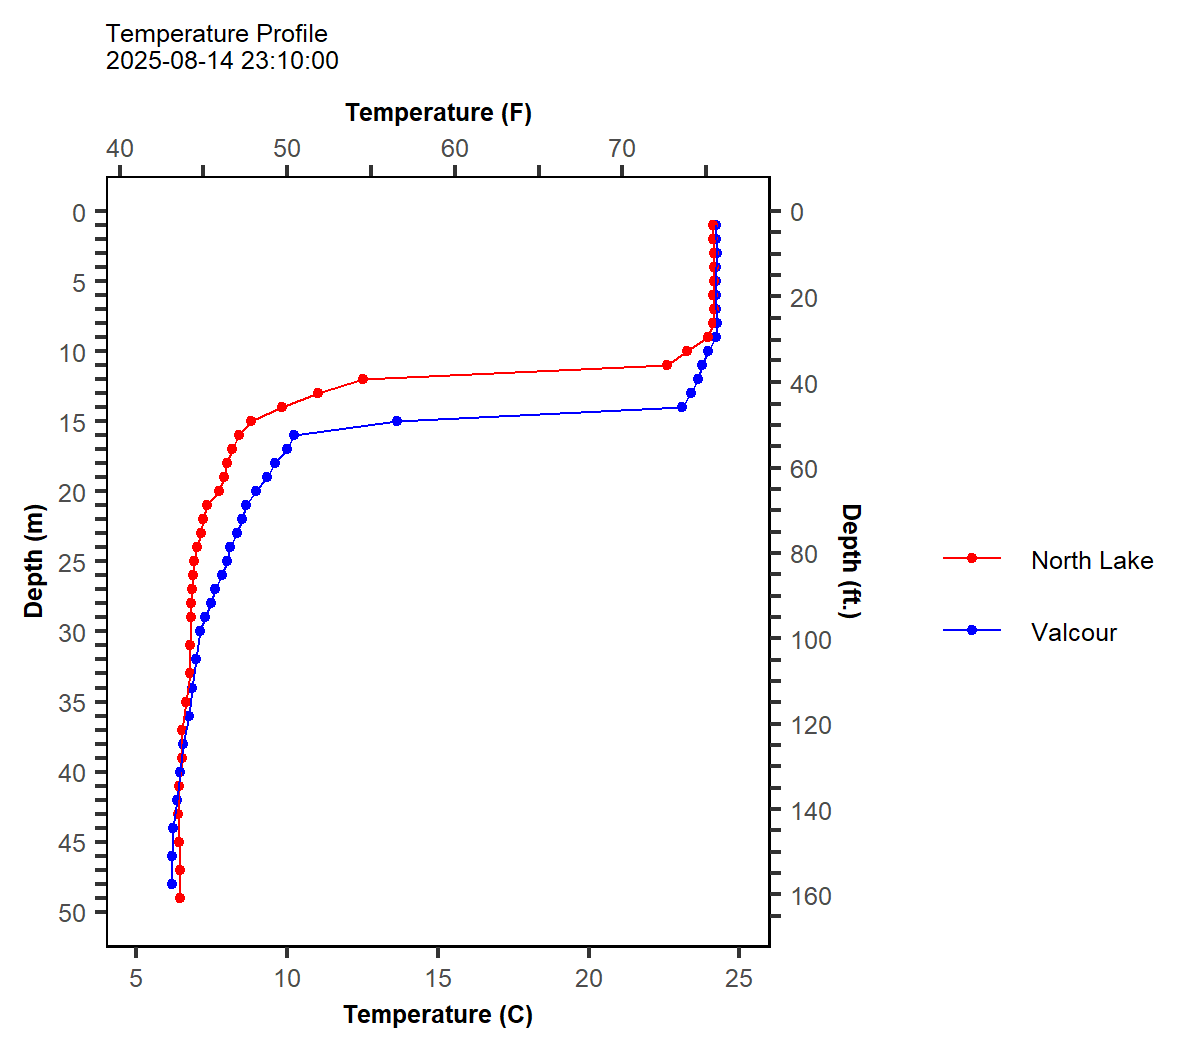 Temperature Profile
2025-08-14 23:10:00
Temperature (F)
40 50 60 70
0
5
10
15
20
25
30
35
40
45
50
Depth (m)
0
20
40
60
80
100
120
140
160
Depth (ft.)
5 10 15 20 25
Temperature (C)
North Lake
Valcour